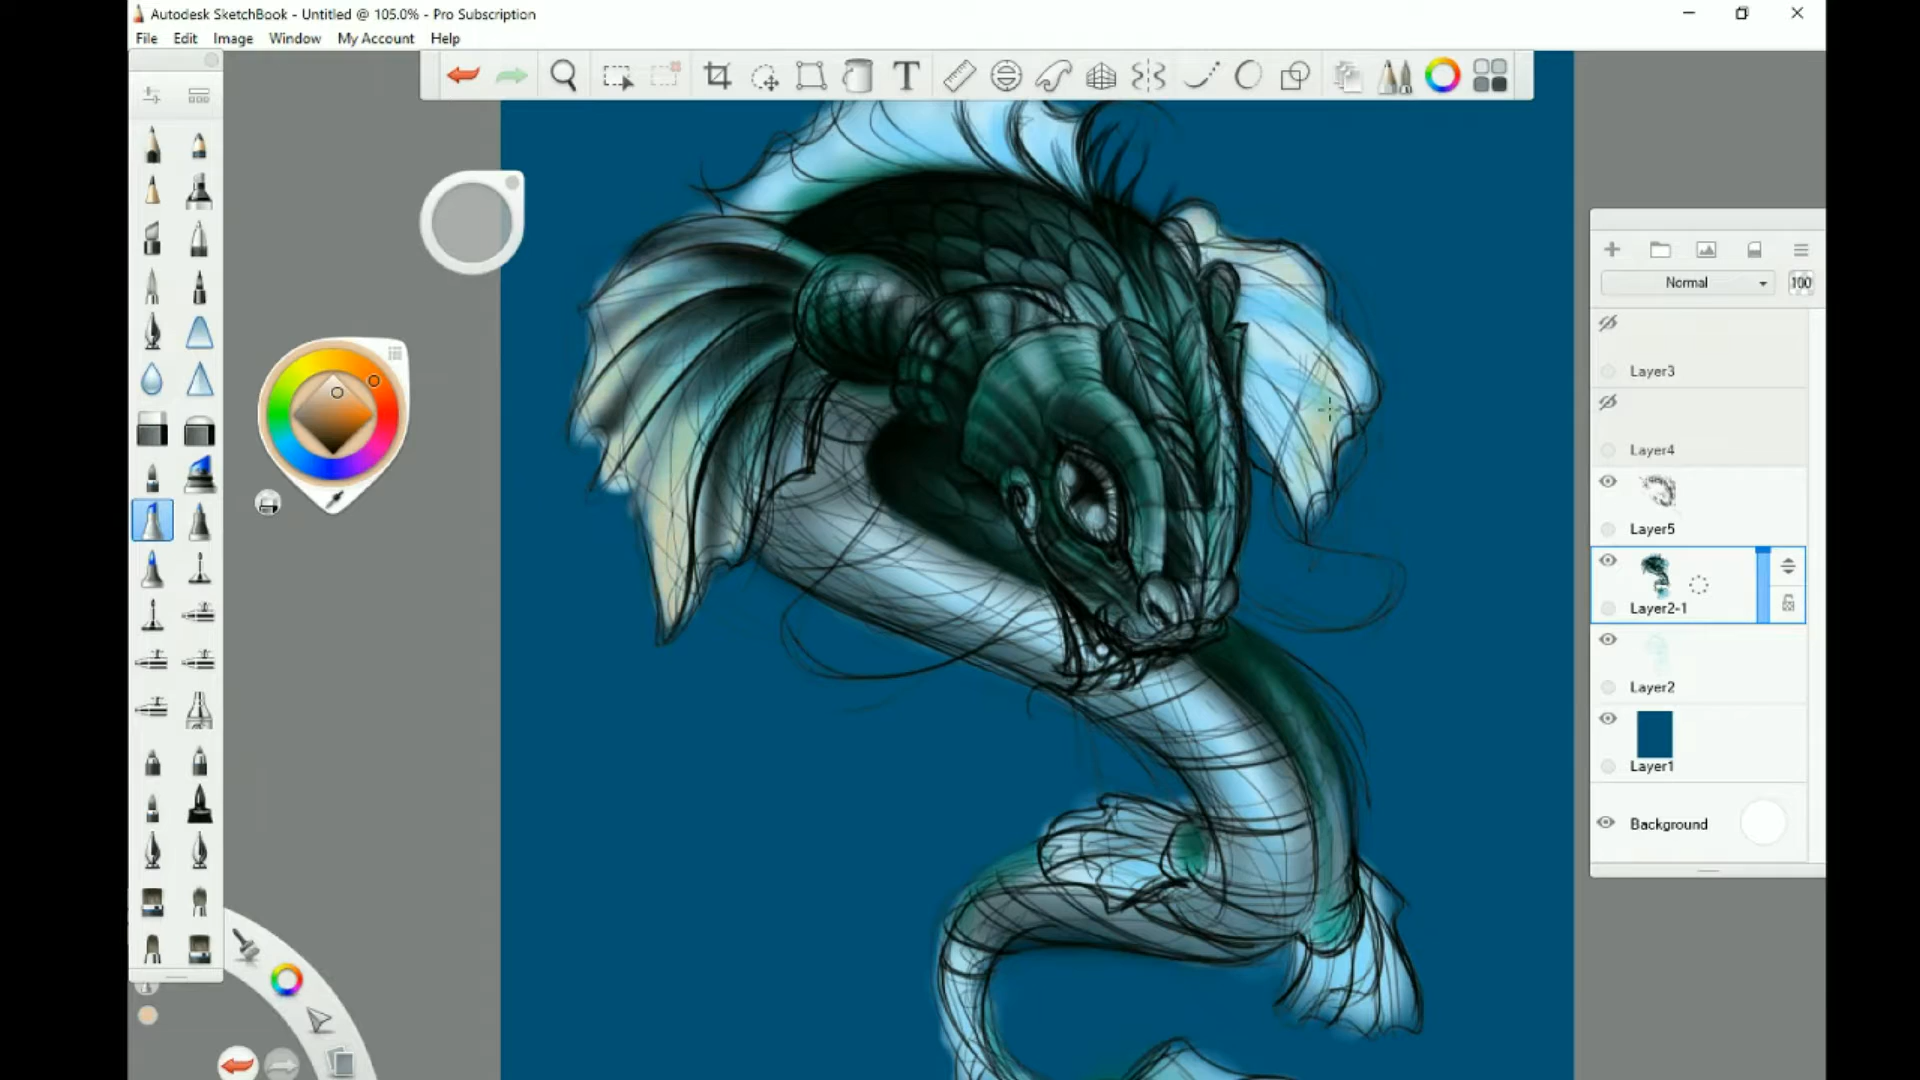 Autodesk SketchBook - Untitled @ 105.0% - Pro Subscription
File Edit Image Window My Account Help
T
Normal 100
Layer3
Layer4
Layer5
Layer2-1
Layer2
Layer1
Background